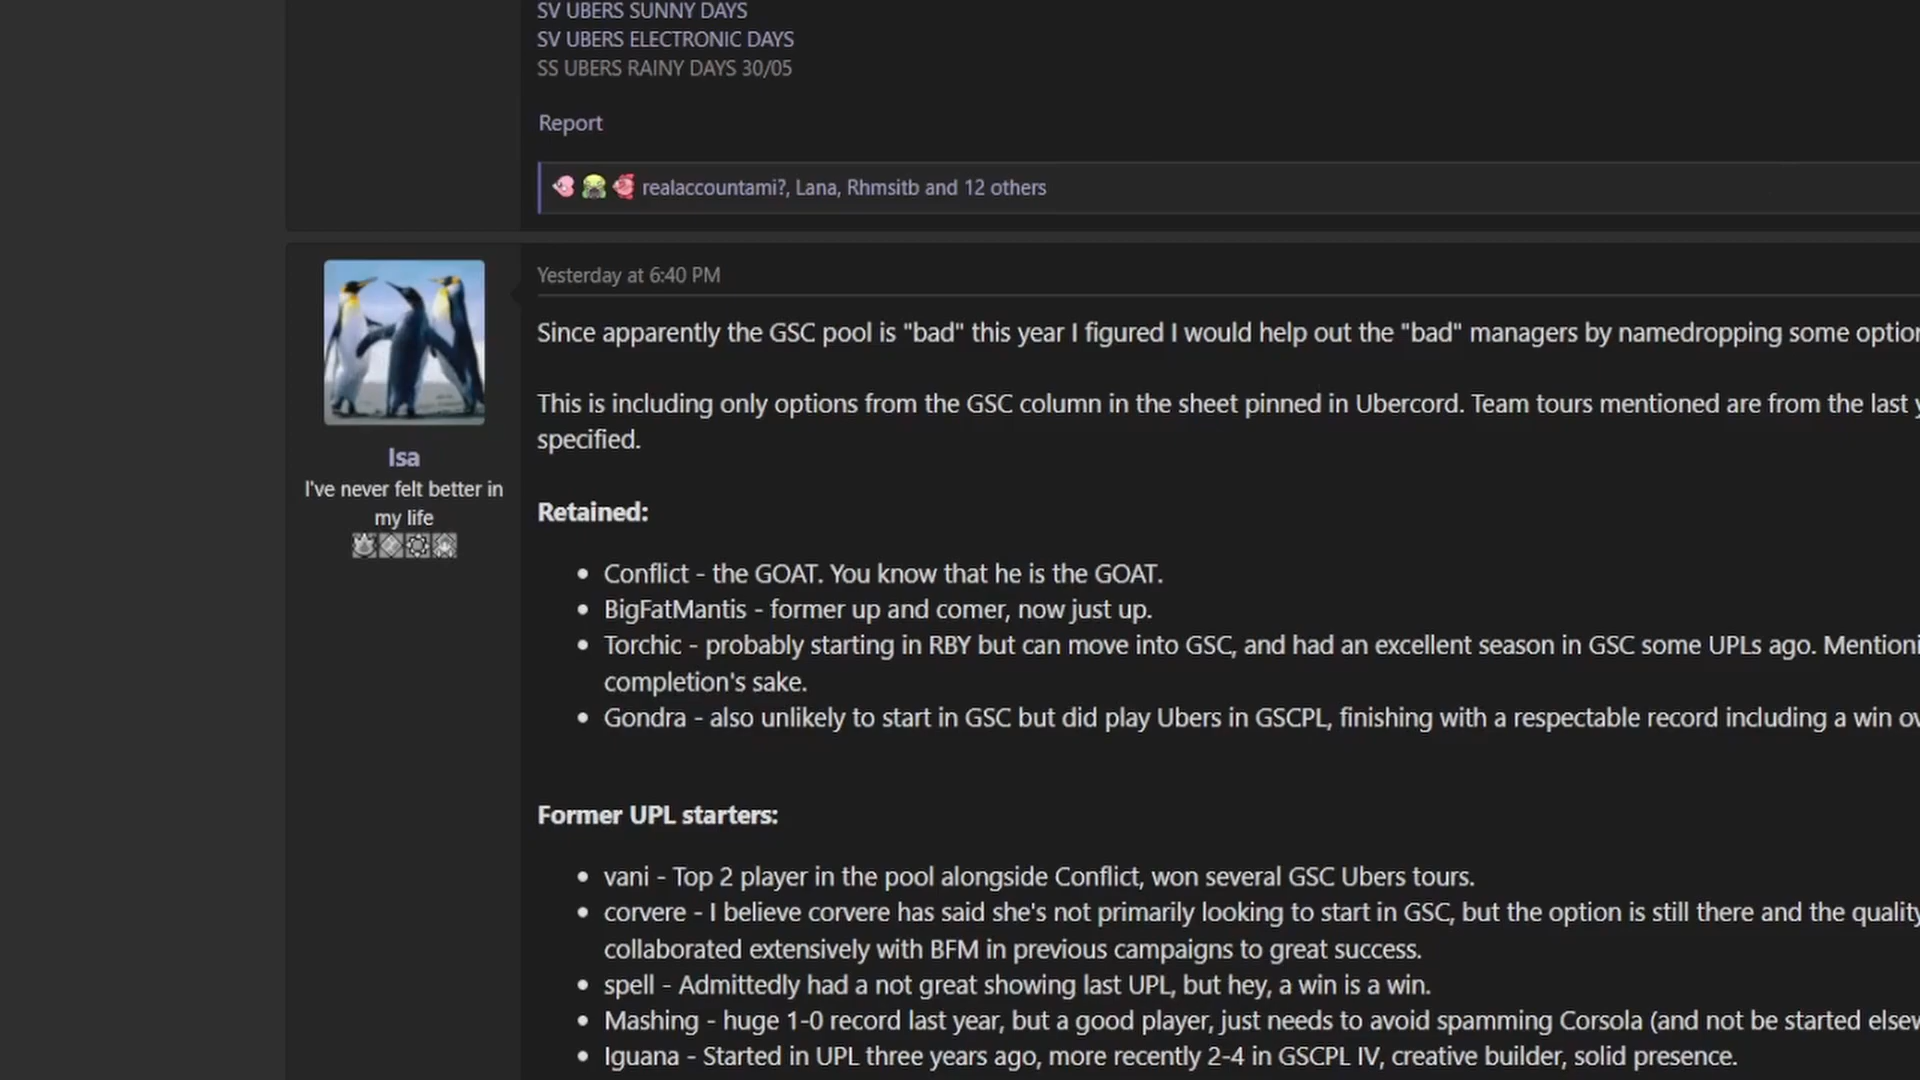 SV UBERS SUNNY DAYS
SV UBERS ELECTRONIC DAYS
SS UBERS RAINY DAYS 30/05
Report
realaccountami?, Lana, Rhmsitb and 12 others
Isa
I've never felt better in
my life
Yesterday at 6:40 PM
Since apparently the GSC pool is "bad" this year I figured I would help out the "bad" managers by namedropping some
This is including only options from the GSC column in the sheet pinned in Ubercord. Team tours mentioned are from the last
specified.
Retained:
• Conflict - the GOAT. You know that he is the GOAT.
• BigFatMantis - former up and comer, now just up.
• Torchic - probably starting in RBY but can move into GSC, and had an excellent season in GSC some UPLs ago.
completion's sake.
• Gondra - also unlikely to start in GSC but did play Ubers in GSCPL, finishing with a respectable record including a win
Former UPL starters:
• vani - Top 2 player in the pool alongside Conflict, won several GSC Ubers tours.
• corvere - I believe corvere has said she's not primarily looking to start in GSC, but the option is still there and the quality
collaborated extensively with BFM in previous campaigns to great success.
• spell - Admittedly had a not great showing last UPL, but hey, a win is a win.
• Mashing - huge 1-0 record last year, but a good player, just needs to avoid spamming Corsola (and not be started
• Iguana - Started in UPL three years ago, more recently 2-4 in GSCPL IV, creative builder, solid presence.